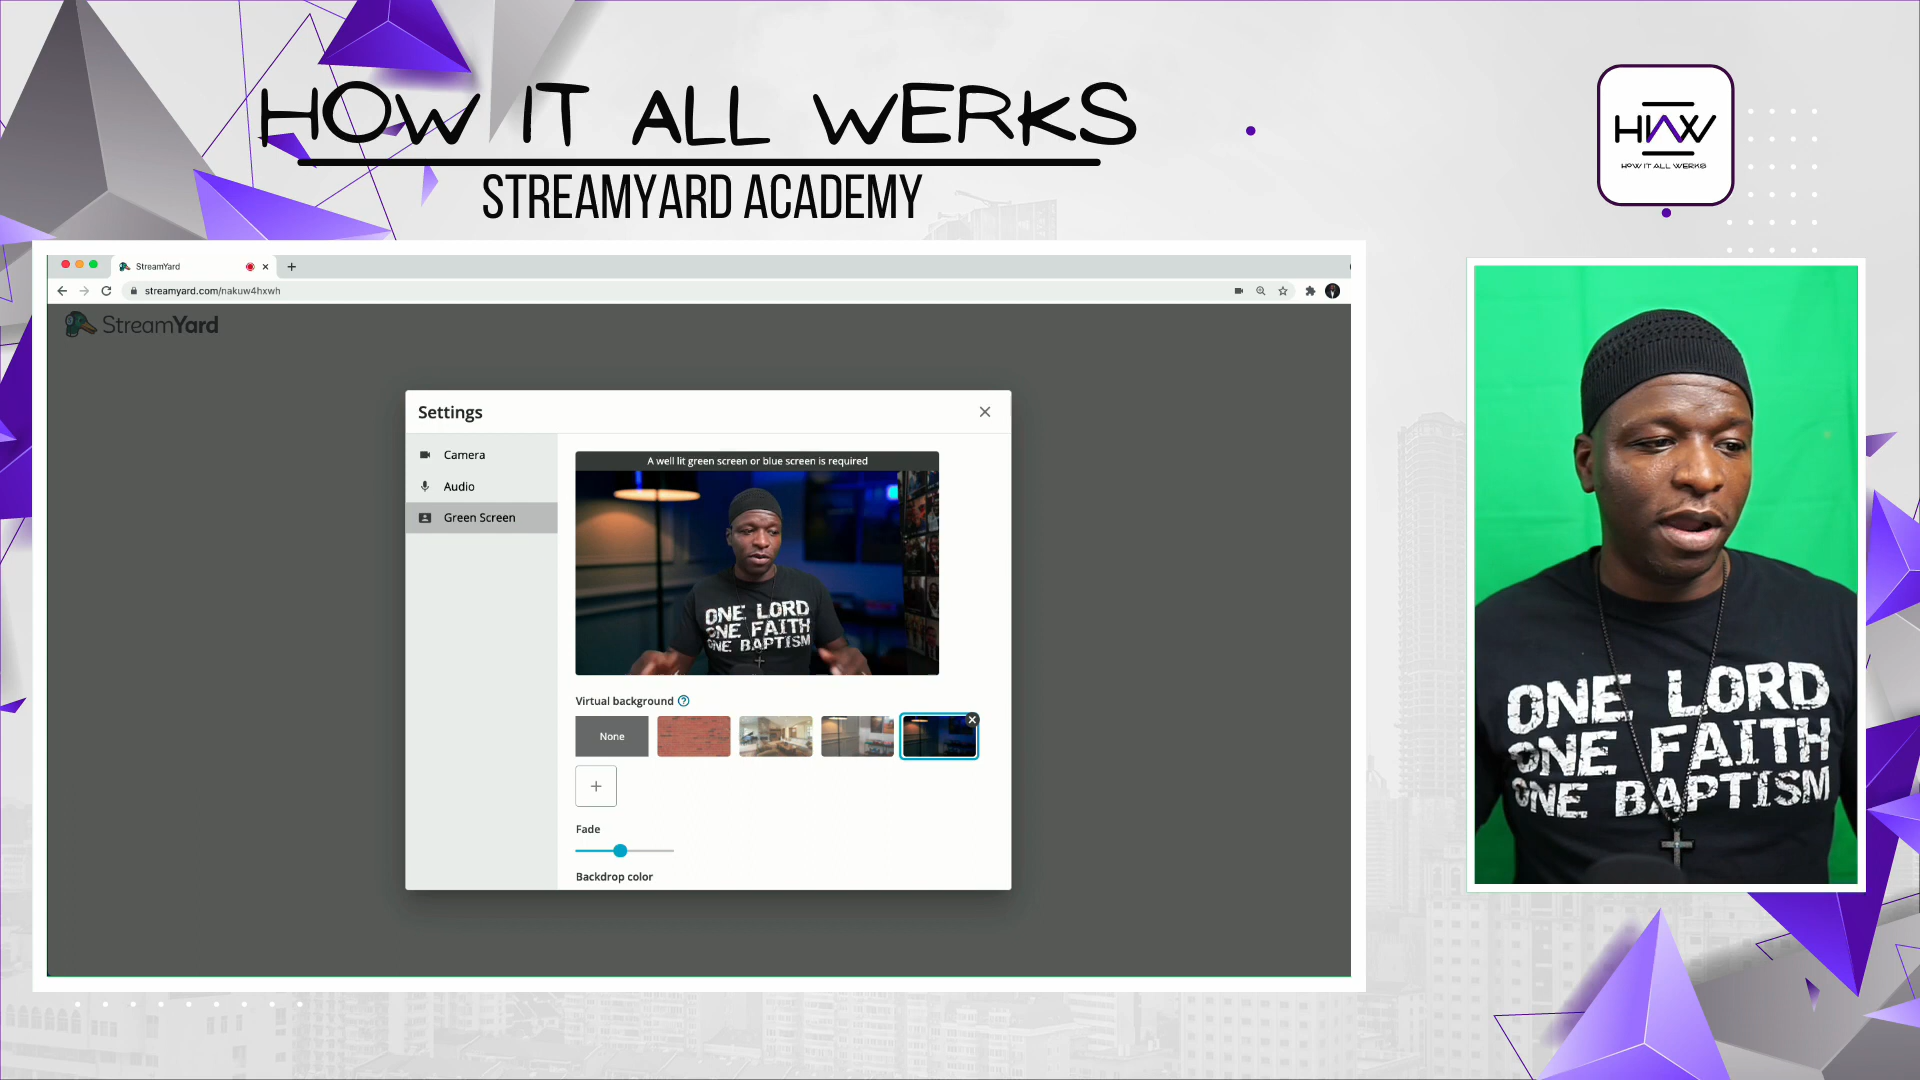 HOW IT ALL WERKS
STREAMYARD ACADEMY
HIAW
HOW IT ALL WERKS
StreamYard
streamyard.com/nakuw4hxwh
StreamYard
Settings
Camera
Audio
Green Screen
A well lit green screen or blue screen is required
ONE LORD
ONE FAITH
ONE BAPTISM
Virtual background
None
Fade
Backdrop color
ONE LORD
ONE FAITH
ONE BAPTISM